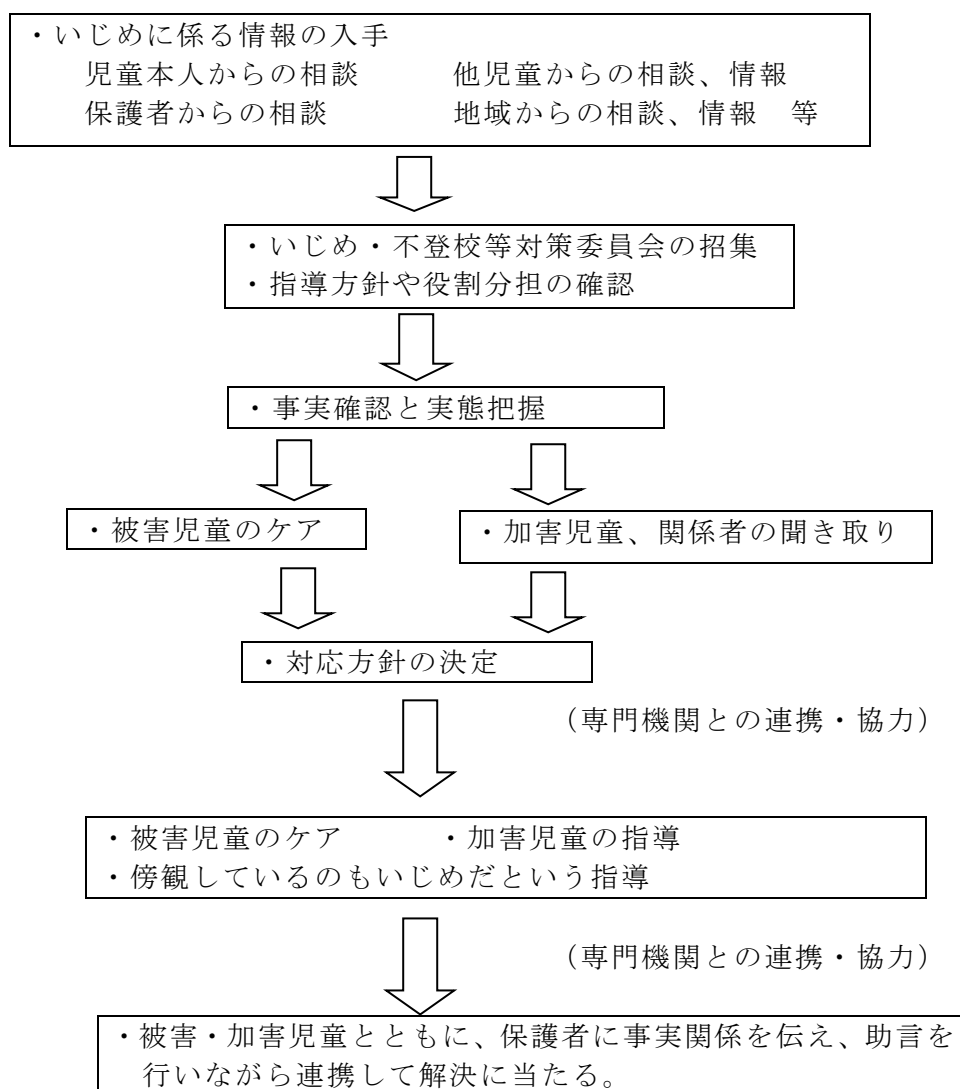 ・いじめに係る情報の入手
児童本人からの相談　他児童からの相談、情報
保護者からの相談　地域からの相談、情報　等
・いじめ・不登校等対策委員会の招集
・指導方針や役割分担の確認
・事実確認と実態把握
・被害児童のケア
・加害児童、関係者の聞き取り
・対応方針の決定
（専門機関との連携・協力）
・被害児童のケア　・加害児童の指導
・傍観しているのもいじめだという指導
（専門機関との連携・協力）
・被害・加害児童とともに、保護者に事実関係を伝え、助言を
行いながら連携して解決に当たる。